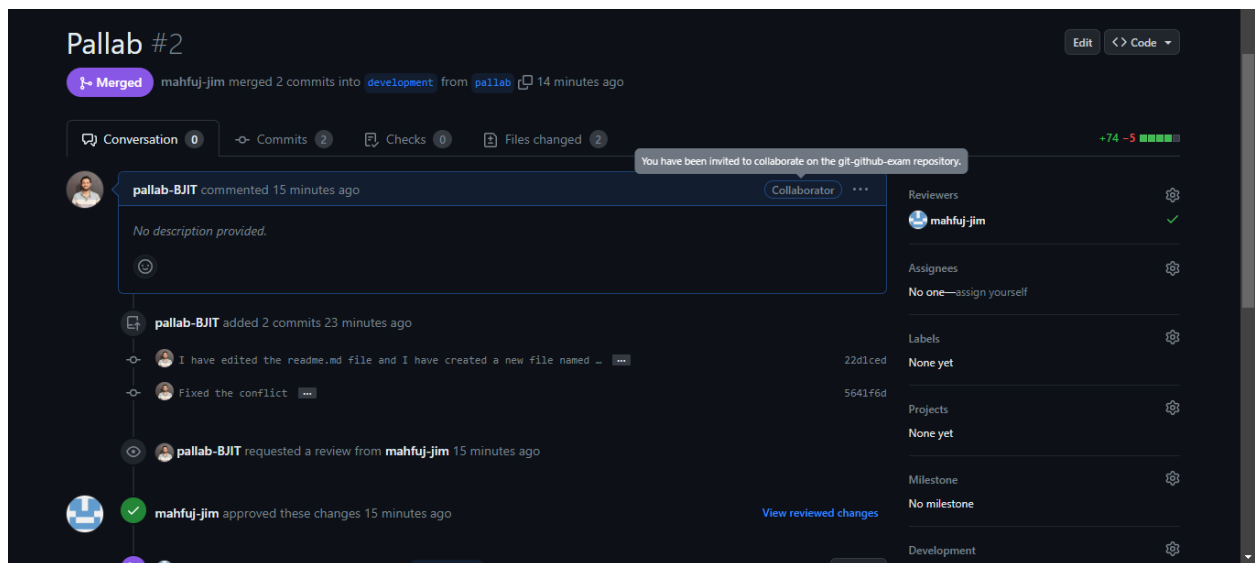 Pallab #2
Edit
<> Code
Merged
mahfuj-jim merged 2 commits into development from pallab 14 minutes ago
Conversation 0
Commits 2
Checks 0
Files changed 2
+74 −5
You have been invited to collaborate on the git-github-exam repository.
pallab-BJIT commented 15 minutes ago
Collaborator
No description provided.
pallab-BJIT added 2 commits 23 minutes ago
I have edited the readme.md file and I have created a new file named …
22d1ced
Fixed the conflict
5641f6d
pallab-BJIT requested a review from mahfuj-jim 15 minutes ago
mahfuj-jim approved these changes 15 minutes ago
View reviewed changes
Reviewers
mahfuj-jim
Assignees
No one—assign yourself
Labels
None yet
Projects
None yet
Milestone
No milestone
Development